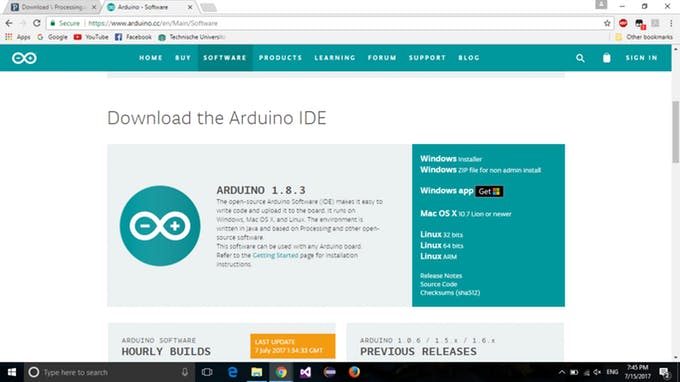 Download \ Processing.o
Arduino - Software
Secure
https://www.arduino.cc/en/Main/Software
Apps
Google
YouTube
Facebook
Technische Universit
Other bookmarks
HOME
BUY
SOFTWARE
PRODUCTS
LEARNING
FORUM
SUPPORT
BLOG
SIGN IN
Download the Arduino IDE
ARDUINO 1.8.3
The open-source Arduino Software (IDE) makes it easy to
write code and upload it to the board. It runs on
Windows, Mac OS X, and Linux. The environment is
written in Java and based on Processing and other open-
source software.
This software can be used with any Arduino board.
Refer to the Getting Started page for Installation
instructions.
Windows Installer
Windows ZIP file for non admin install
Windows app Get
Mac OS X 10.7 Lion or newer
Linux 32 bits
Linux 64 bits
Linux ARM
Release Notes
Source Code
Checksums (sha512)
ARDUINO SOFTWARE
HOURLY BUILDS
LAST UPDATE
7 July 2017 1:34:33 GMT
ARDUINO 1.0.6 / 1.5.x / 1.6.x
PREVIOUS RELEASES
Type here to search
ENG
7:45 PM
7/15/2017